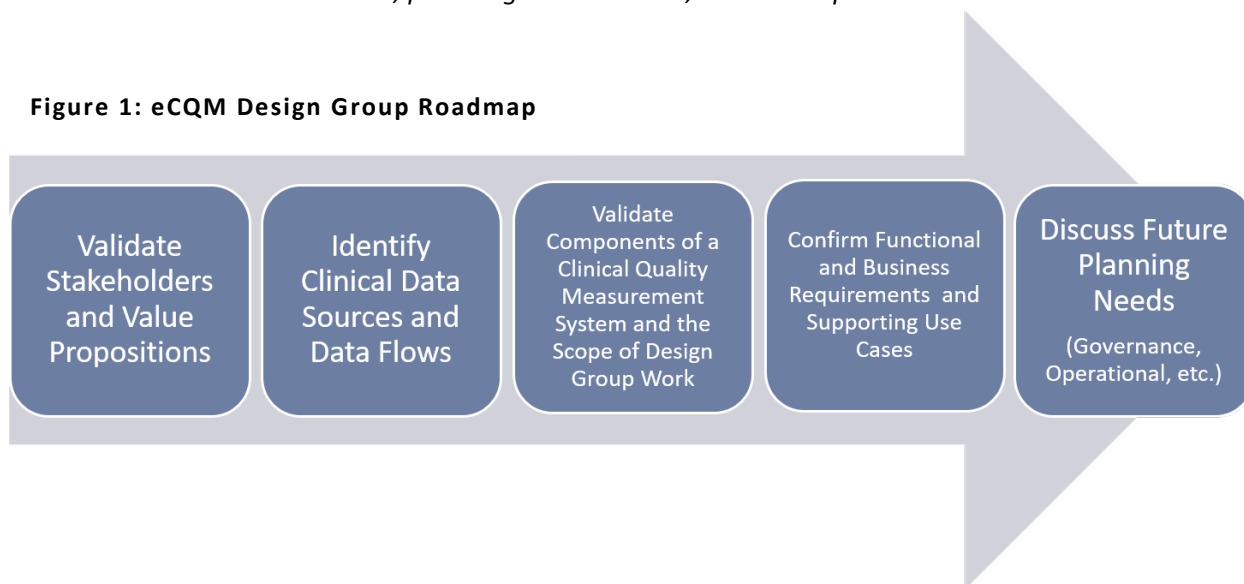 Figure 1: eCQM Design Group Roadmap
Validate
Stakeholders
and Value
Propositions
Identify
Clinical Data
Sources and
Data Flows
Validate
Components of a
Clinical Quality
Measurement
System and the
Scope of Design
Group Work
Confirm Functional
and Business
Requirements and
Supporting Use
Cases
Discuss Future
Planning
Needs
(Governance,
Operational, etc.)